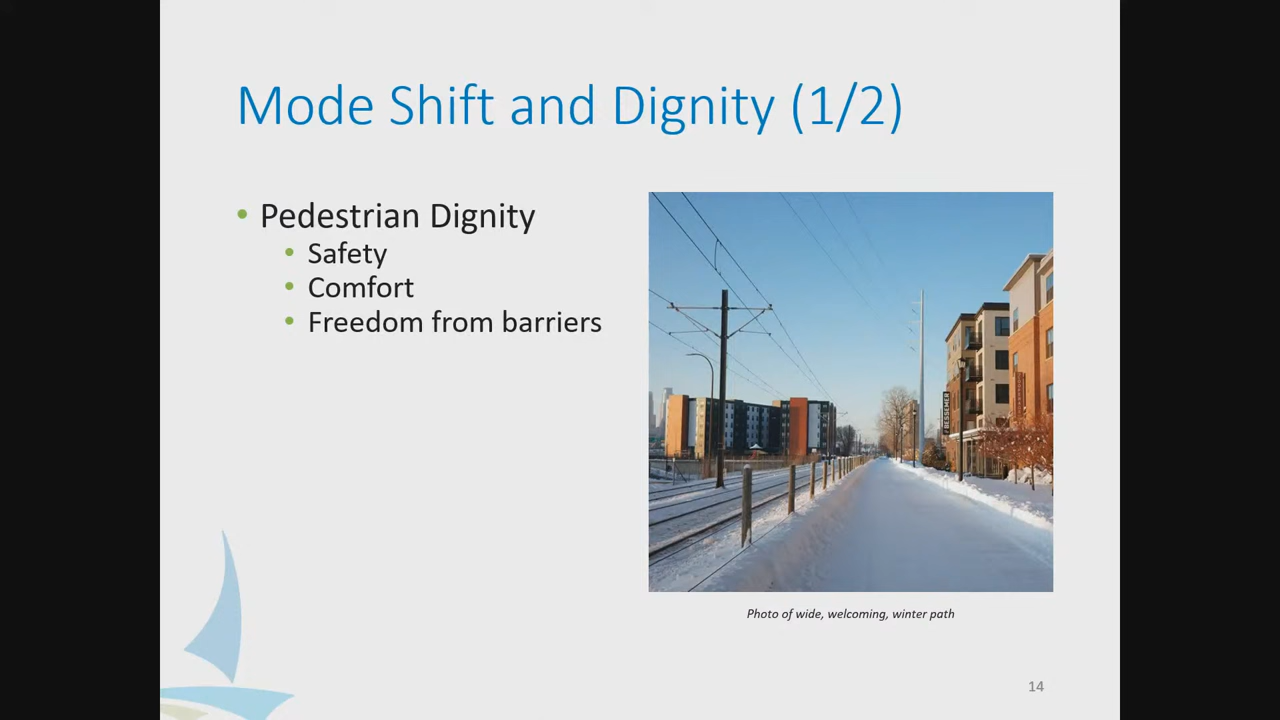 Mode Shift and Dignity (1/2)
• Pedestrian Dignity
• Safety
• Comfort
• Freedom from barriers
BESSEMER
Photo of wide, welcoming, winter path
14